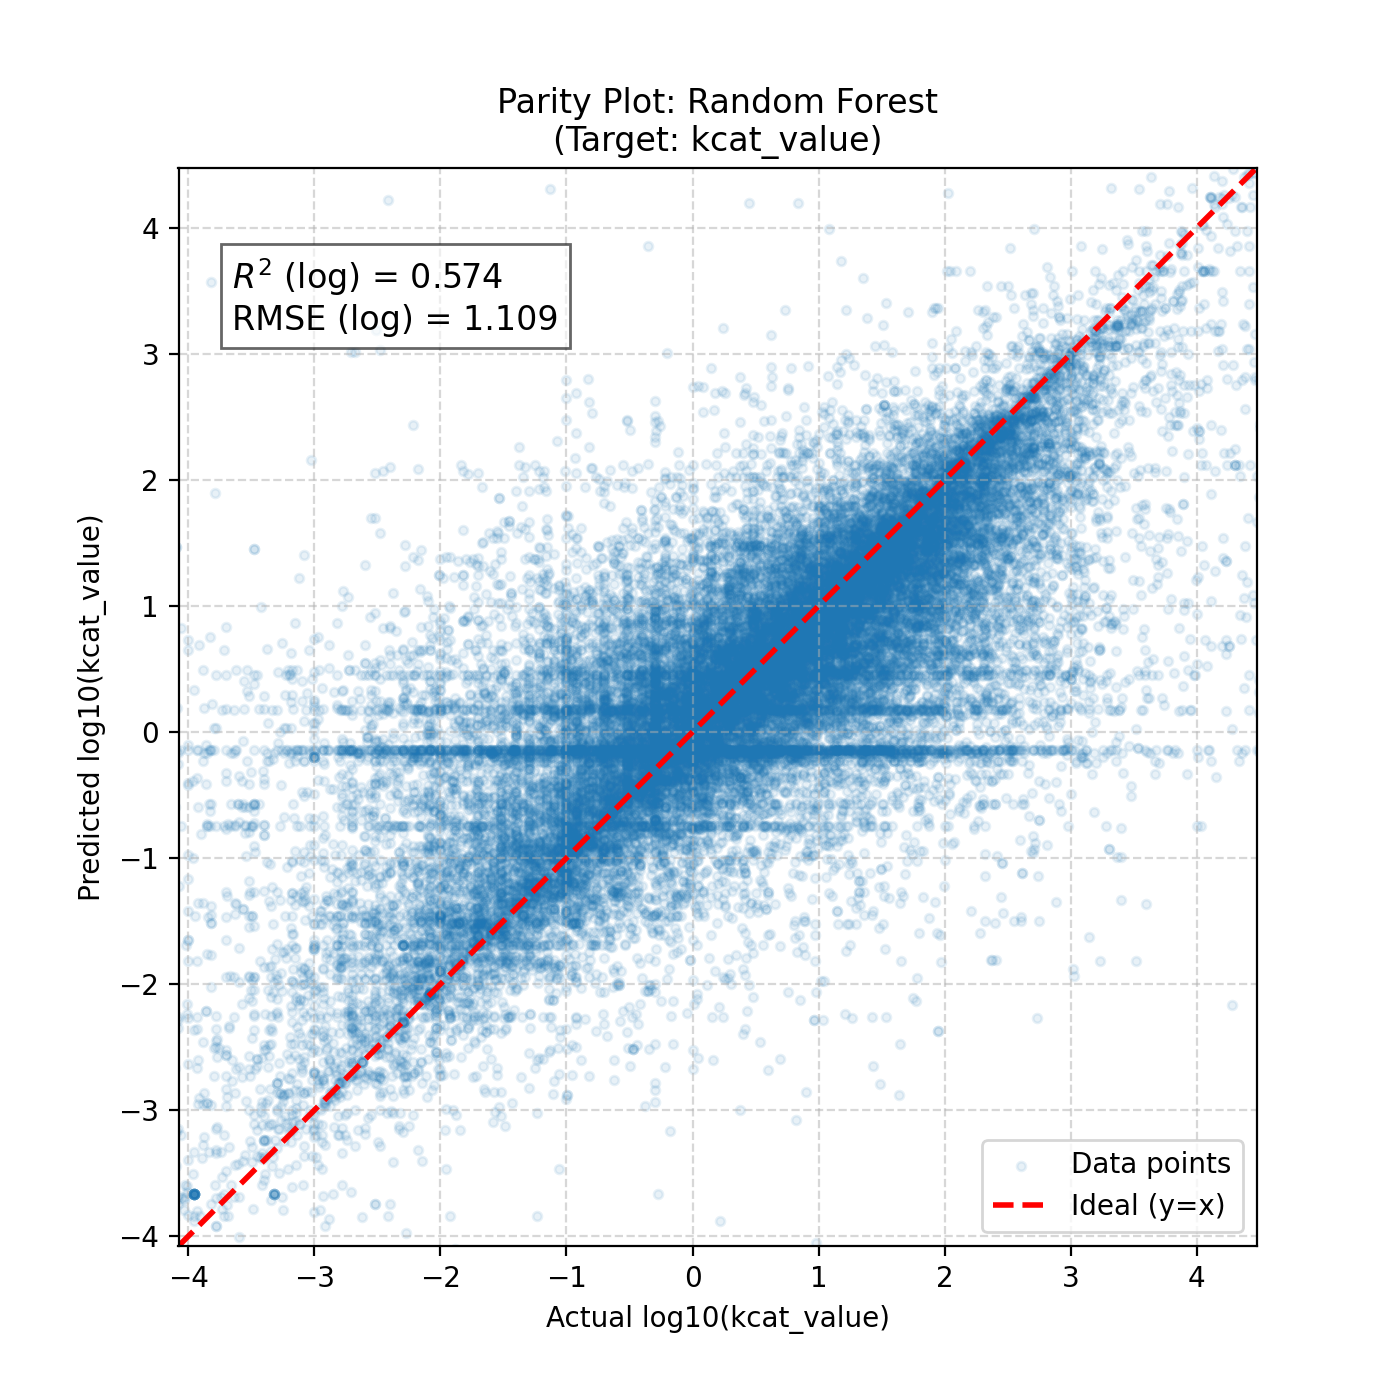 Parity Plot: Random Forest
(Target: kcat_value)
4
3
2
1
0
−1
−2
−3
−4
Predicted log10(kcat_value)
R² (log) = 0.574
RMSE (log) = 1.109
Data points
Ideal (y=x)
−4 −3 −2 −1 0 1 2 3 4
Actual log10(kcat_value)